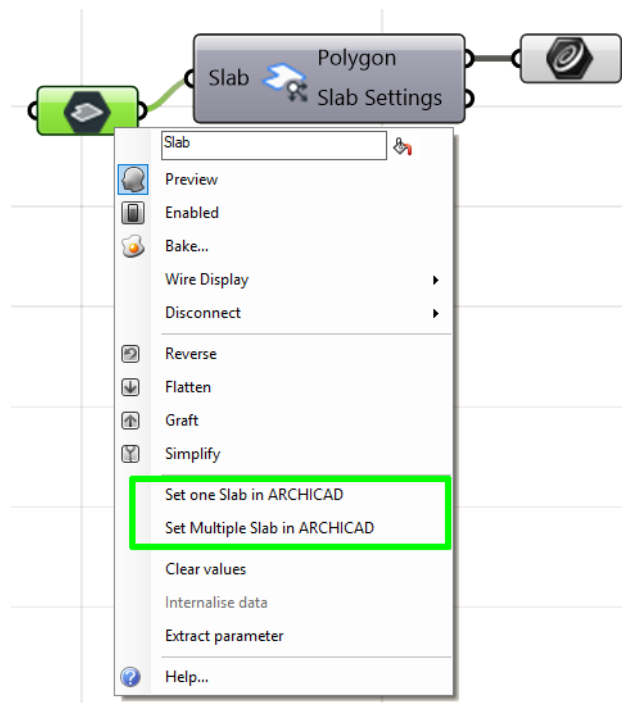 Slab
Polygon
Slab Settings
Slab
Preview
Enabled
Bake...
Wire Display
Disconnect
Reverse
Flatten
Graft
Simplify
Set one Slab in ARCHICAD
Set Multiple Slab in ARCHICAD
Clear values
Internalise data
Extract parameter
Help...